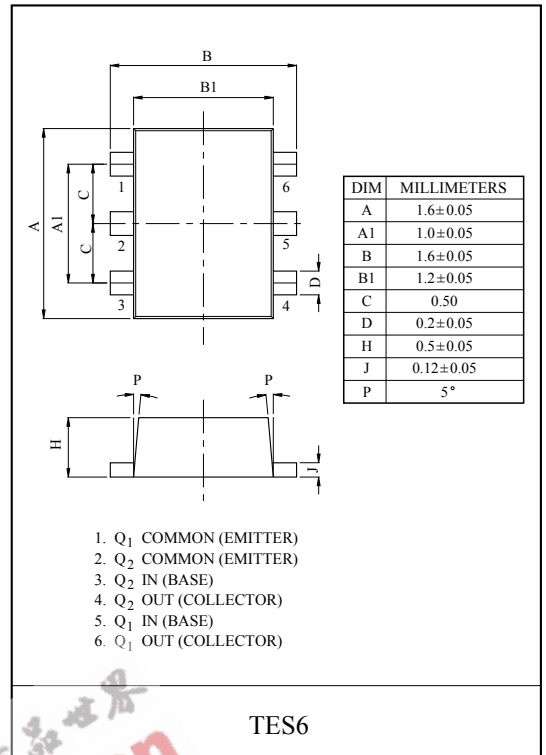 B
B1
A
A1
C
C
1
2
3
6
5
4
D
DIM MILLIMETERS
A 1.6±0.05
A1 1.0±0.05
B 1.6±0.05
B1 1.2±0.05
C 0.50
D 0.2±0.05
H 0.5±0.05
J 0.12±0.05
P 5°
P P
H
J
1. Q1 COMMON (EMITTER)
2. Q2 COMMON (EMITTER)
3. Q2 IN (BASE)
4. Q2 OUT (COLLECTOR)
5. Q1 IN (BASE)
6. Q1 OUT (COLLECTOR)
世界
TES6